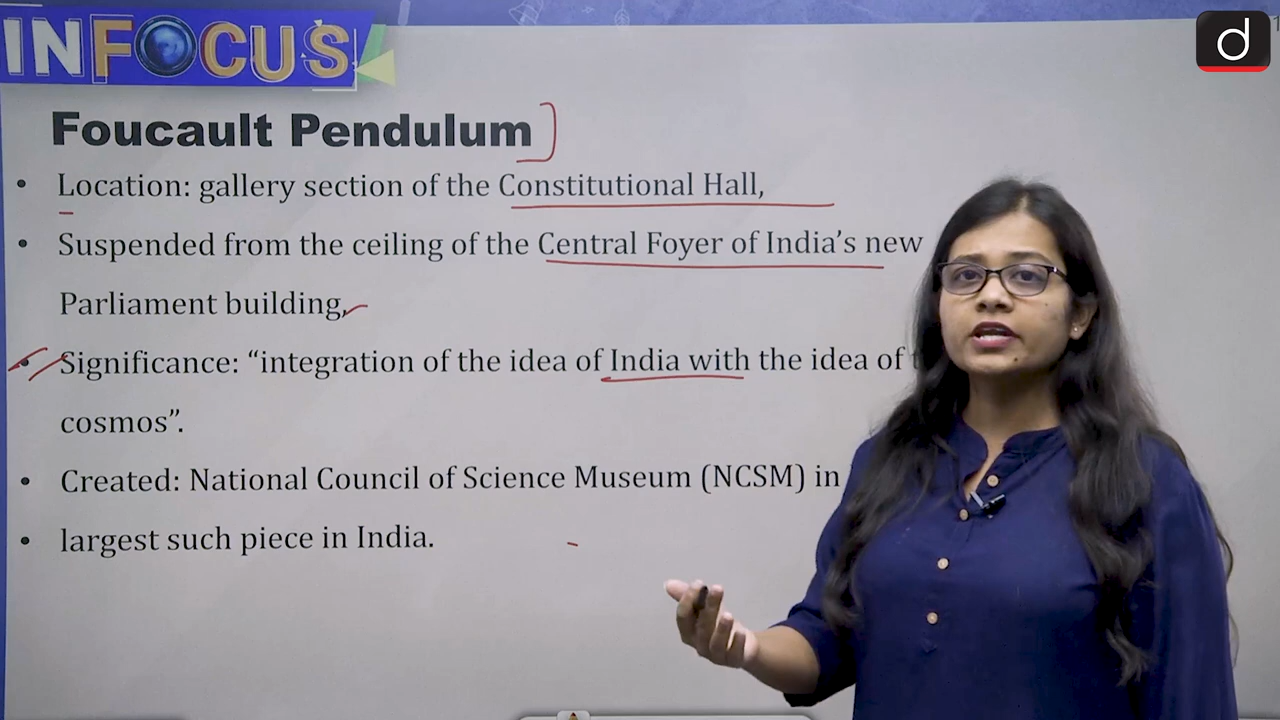 INFOCUS
d
Foucault Pendulum
• Location: gallery section of the Constitutional Hall,
• Suspended from the ceiling of the Central Foyer of India’s new
Parliament building,
• Significance: “integration of the idea of India with the idea of
cosmos”.
• Created: National Council of Science Museum (NCSM) in
• largest such piece in India.